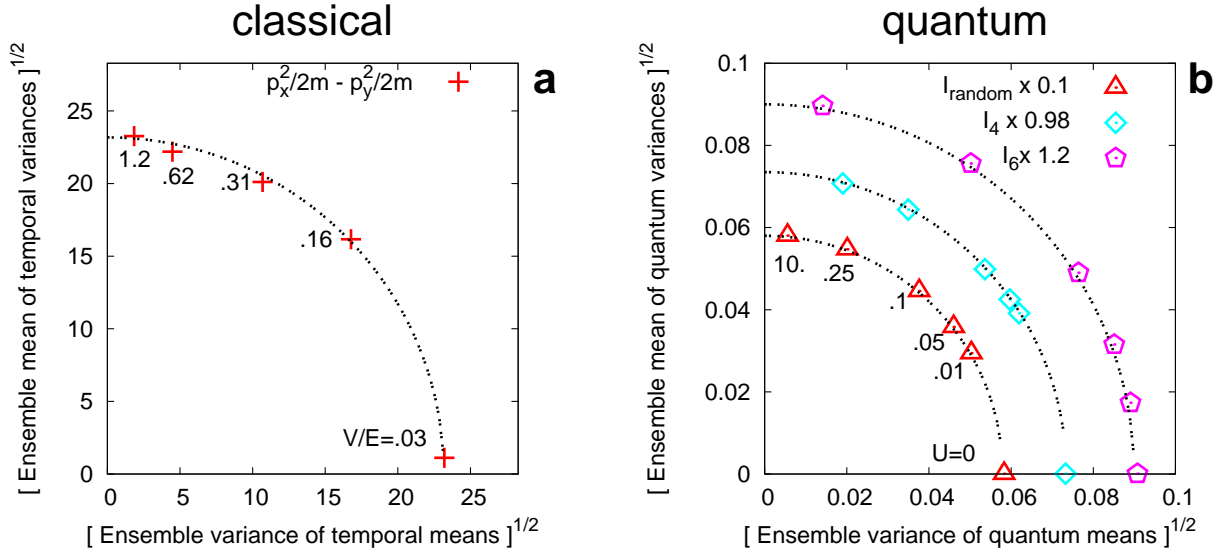 classical
quantum
[ Ensemble mean of temporal variances ]^1/2
a
p_x^2/2m - p_y^2/2m
25
20
15
10
5
0
1.2
.62
.31
.16
V/E=.03
0 5 10 15 20 25
[ Ensemble variance of temporal means ]^1/2
[ Ensemble mean of quantum variances ]^1/2
b
I_random x 0.1
I_4 x 0.98
I_6 x 1.2
0.1
0.08
0.06
0.04
0.02
0
10.
.25
.1
.05
.01
U=0
0 0.02 0.04 0.06 0.08 0.1
[ Ensemble variance of quantum means ]^1/2